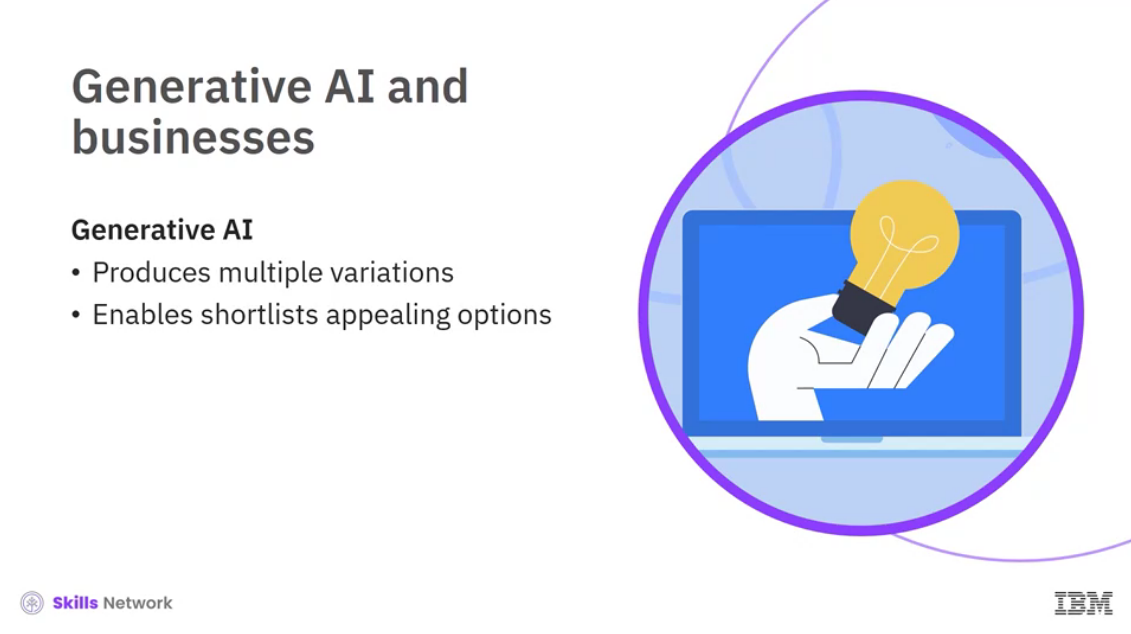 Generative AI and
businesses
Generative AI
• Produces multiple variations
• Enables shortlists appealing options
Skills Network
IBM